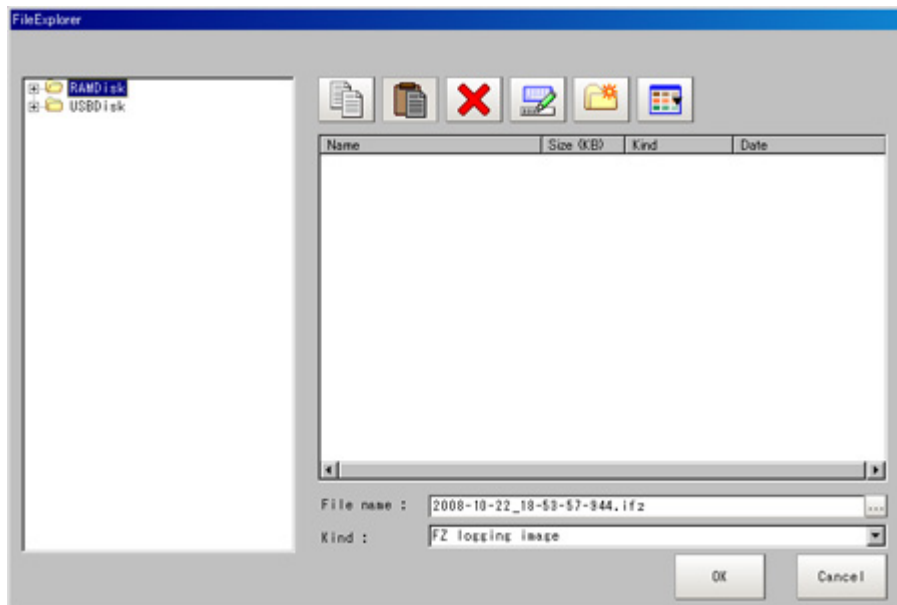 FileExplorer
RAMDisk
USBDisk
Name Size (KB) Kind Date
File name : 2008-10-22_18-53-57-944.ifz ...
Kind : FZ logging image
OK Cancel